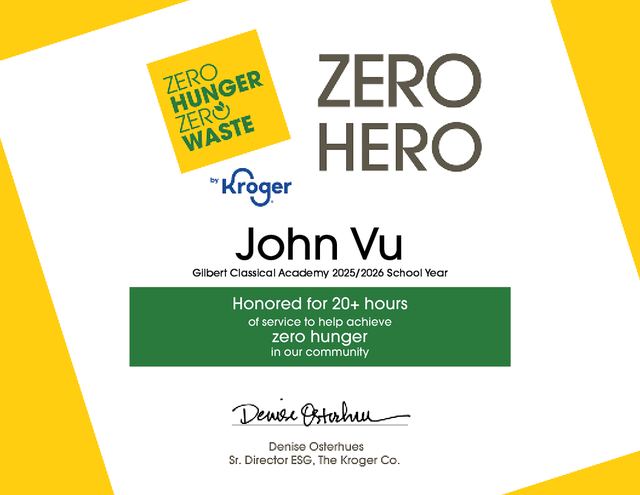 ZERO
HUNGER
ZERO
WASTE
by Kroger
ZERO
HERO
John Vu
Gilbert Classical Academy 2025/2026 School Year
Honored for 20+ hours
of service to help achieve
zero hunger
in our community
Denise Osterhues
Denise Osterhues
Sr. Director ESG, The Kroger Co.